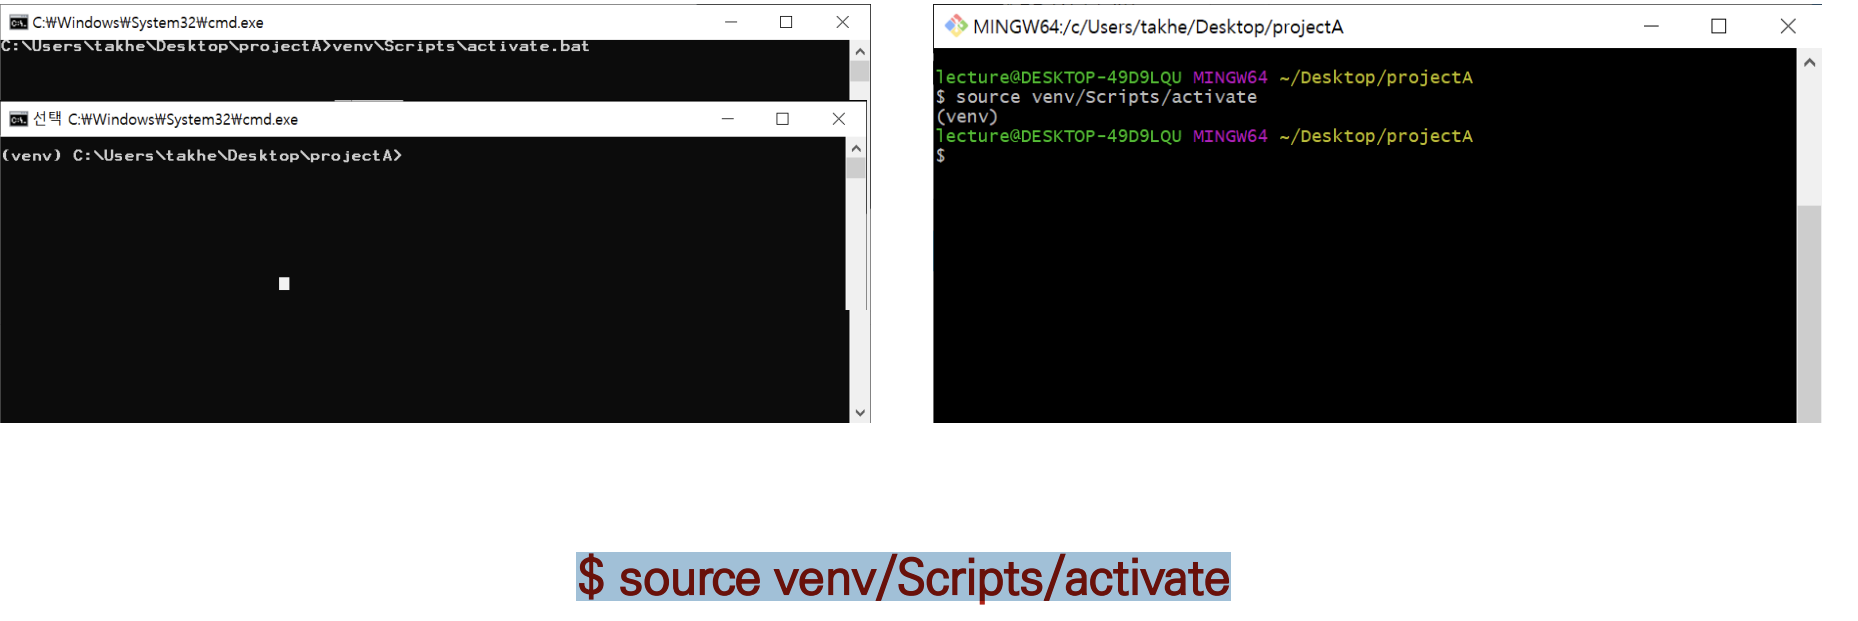 C:₩Windows₩System32₩cmd.exe
C:\Users\takhe\Desktop\projectA>venv\Scripts\activate.bat
선택 C:₩Windows₩System32₩cmd.exe
(venv) C:\Users\takhe\Desktop\projectA>
MINGW64:/c/Users/takhe/Desktop/projectA
lecture@DESKTOP-49D9LQU MINGW64 ~/Desktop/projectA
$ source venv/Scripts/activate
(venv)
lecture@DESKTOP-49D9LQU MINGW64 ~/Desktop/projectA
$
$ source venv/Scripts/activate